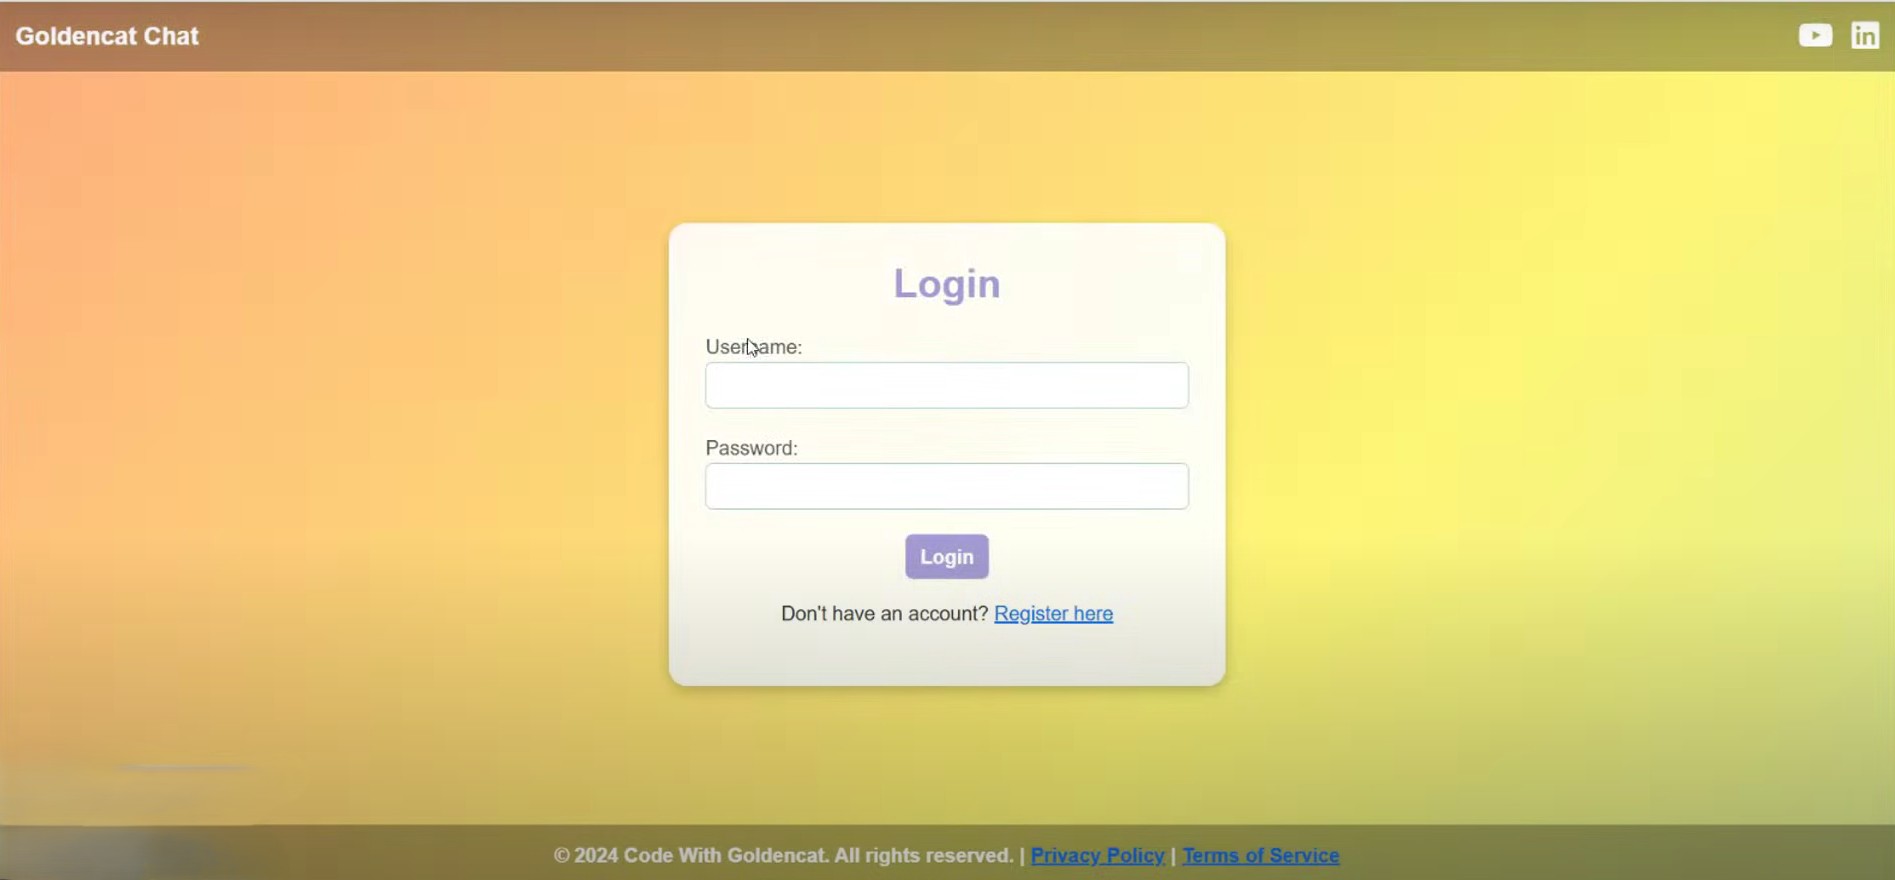 Goldencat Chat
Login
Username:
Password:
Login
Don't have an account? Register here
© 2024 Code With Goldencat. All rights reserved. | Privacy Policy | Terms of Service